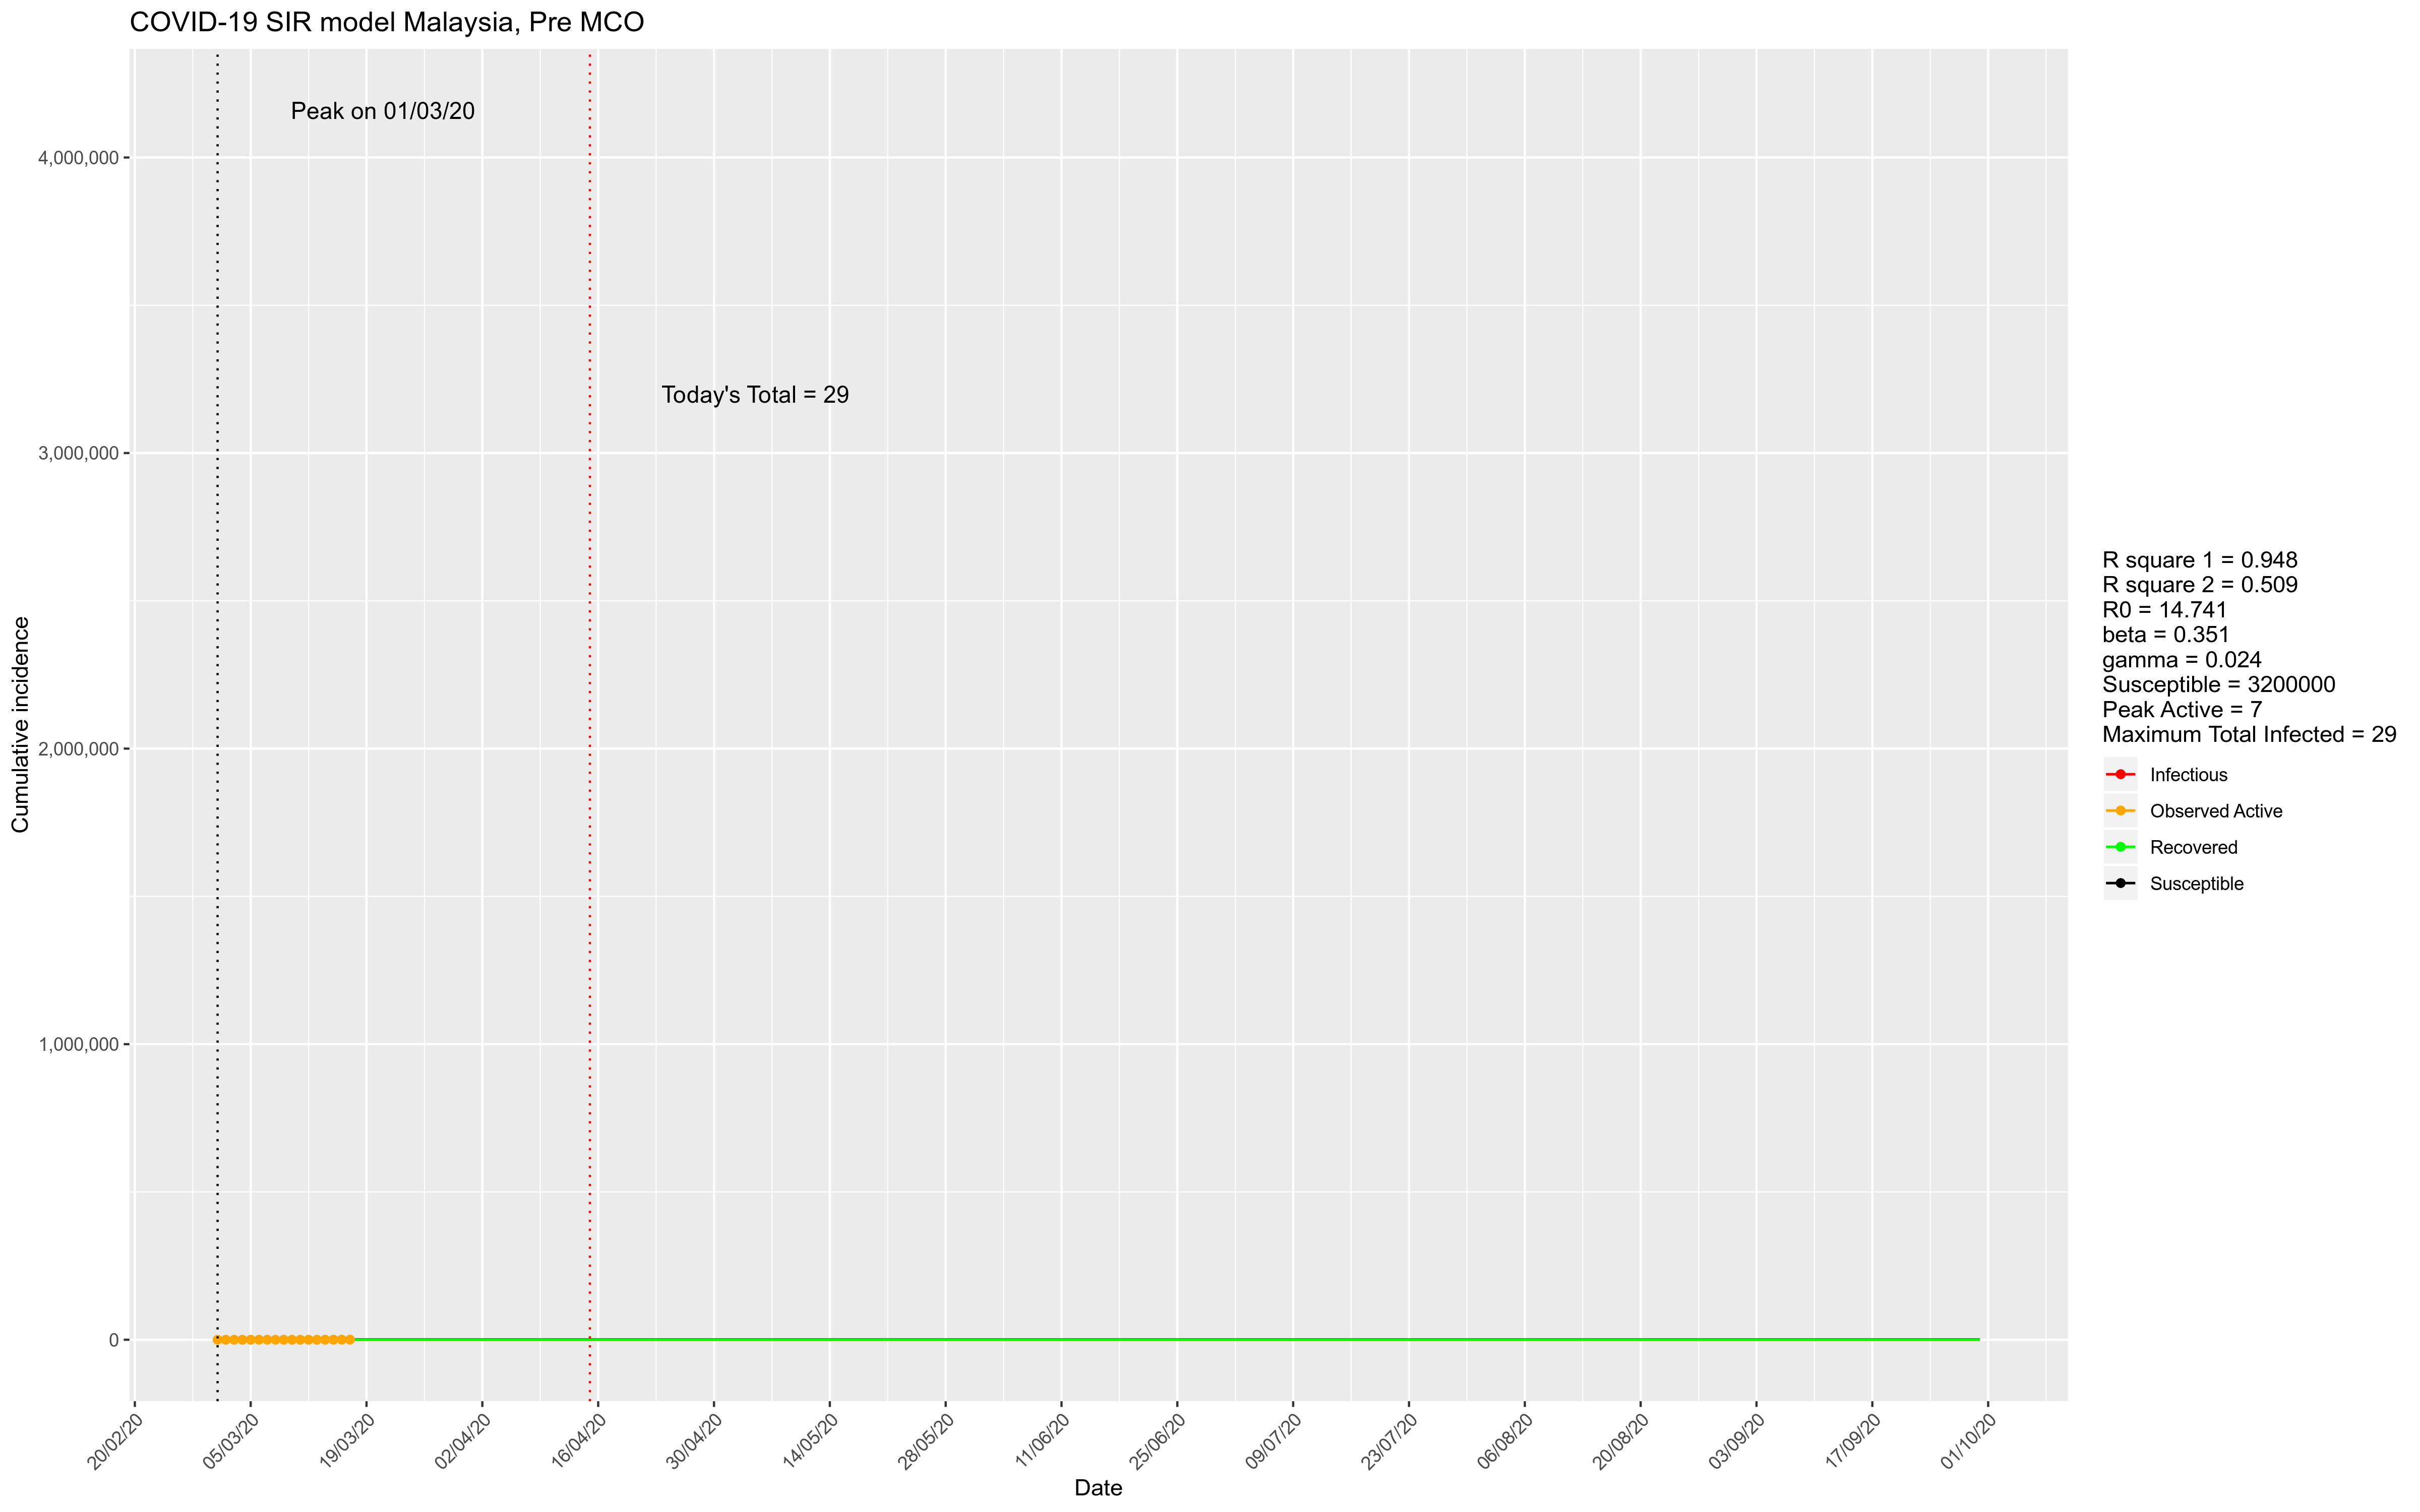 COVID-19 SIR model Malaysia, Pre MCO
Peak on 01/03/20
Today's Total = 29
Cumulative incidence
4,000,000
3,000,000
2,000,000
1,000,000
0
20/02/20
05/03/20
19/03/20
02/04/20
16/04/20
30/04/20
14/05/20
28/05/20
11/06/20
25/06/20
09/07/20
23/07/20
06/08/20
20/08/20
03/09/20
17/09/20
01/10/20
Date
R square 1 = 0.948
R square 2 = 0.509
R0 = 14.741
beta = 0.351
gamma = 0.024
Susceptible = 3200000
Peak Active = 7
Maximum Total Infected = 29
Infectious
Observed Active
Recovered
Susceptible